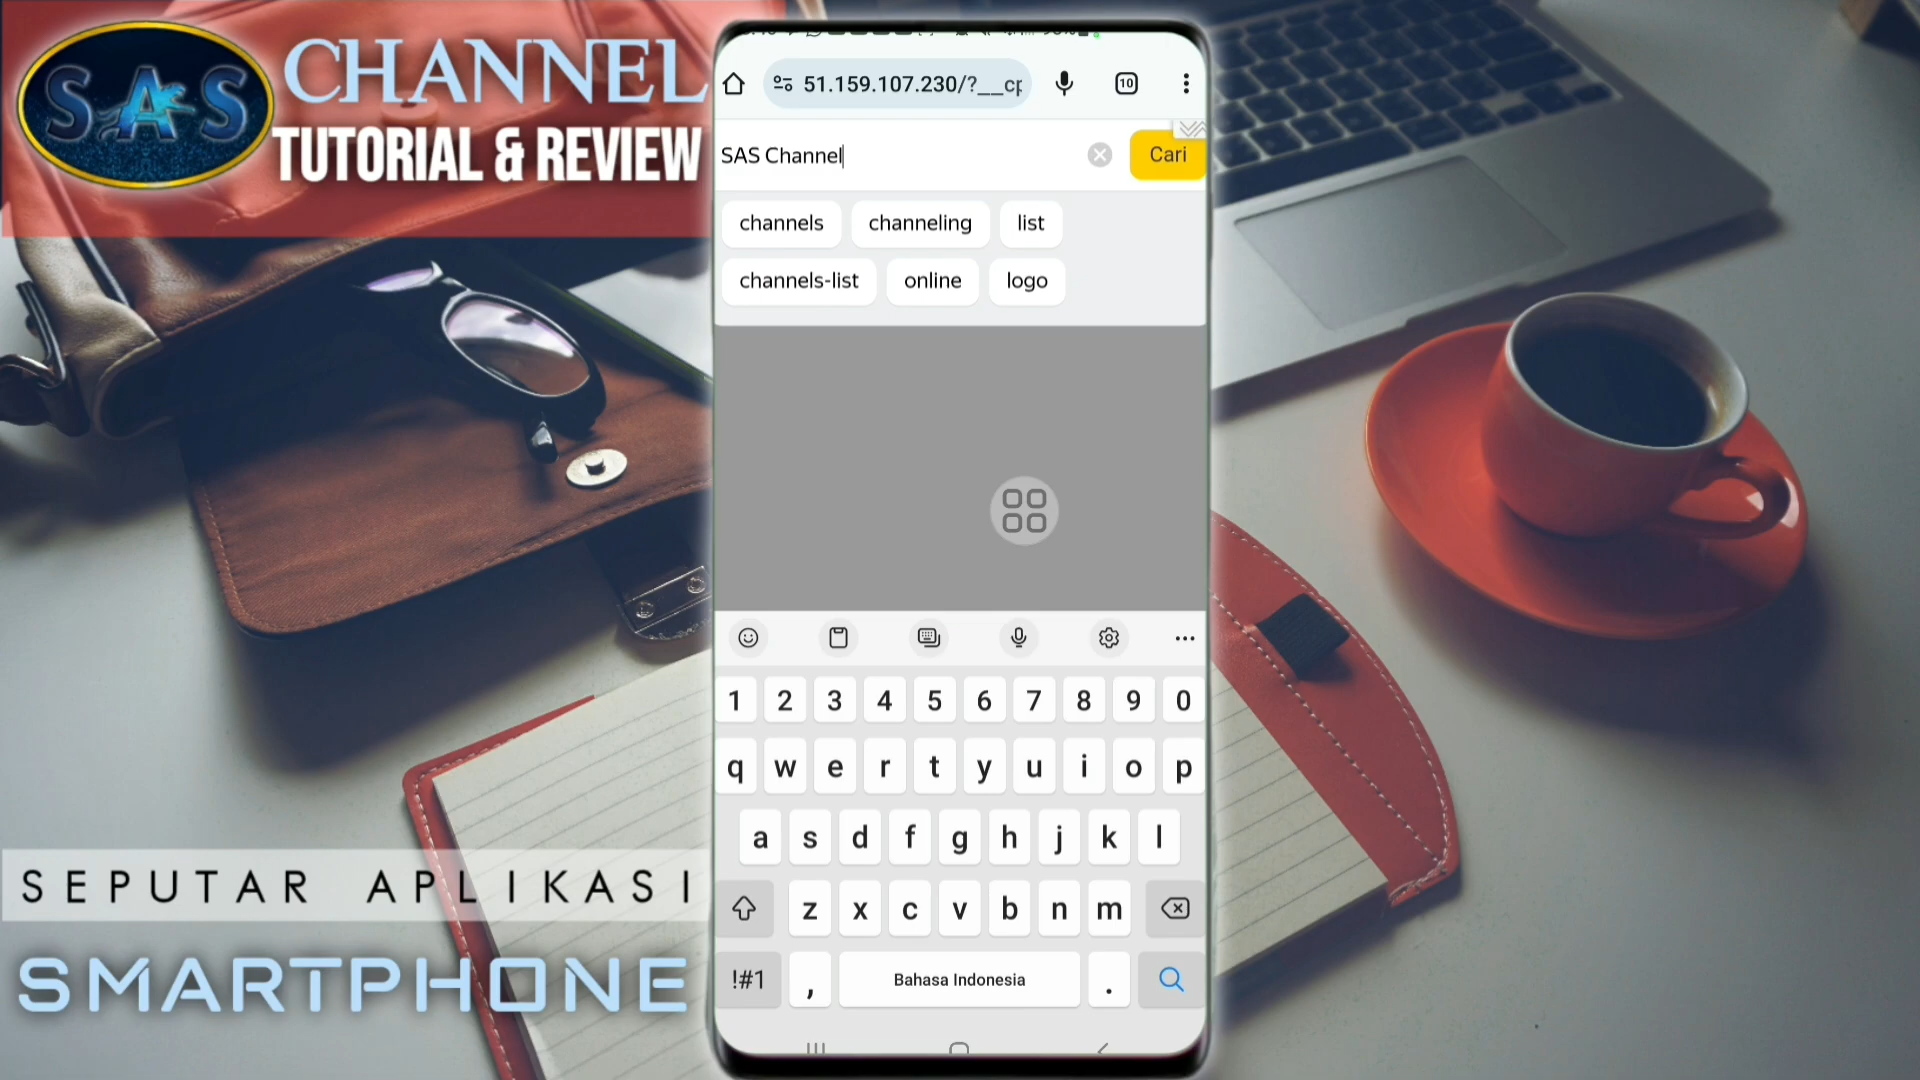 SAS
CHANNEL
TUTORIAL & REVIEW
51.159.107.230/?__cp
10
SAS Channel
Cari
channels
channeling
list
channels-list
online
logo
1 2 3 4 5 6 7 8 9 0
q w e r t y u i o p
a s d f g h j k l
z x c v b n m
!#1 , Bahasa Indonesia .
SEPUTAR APLIKASI
SMARTPHONE